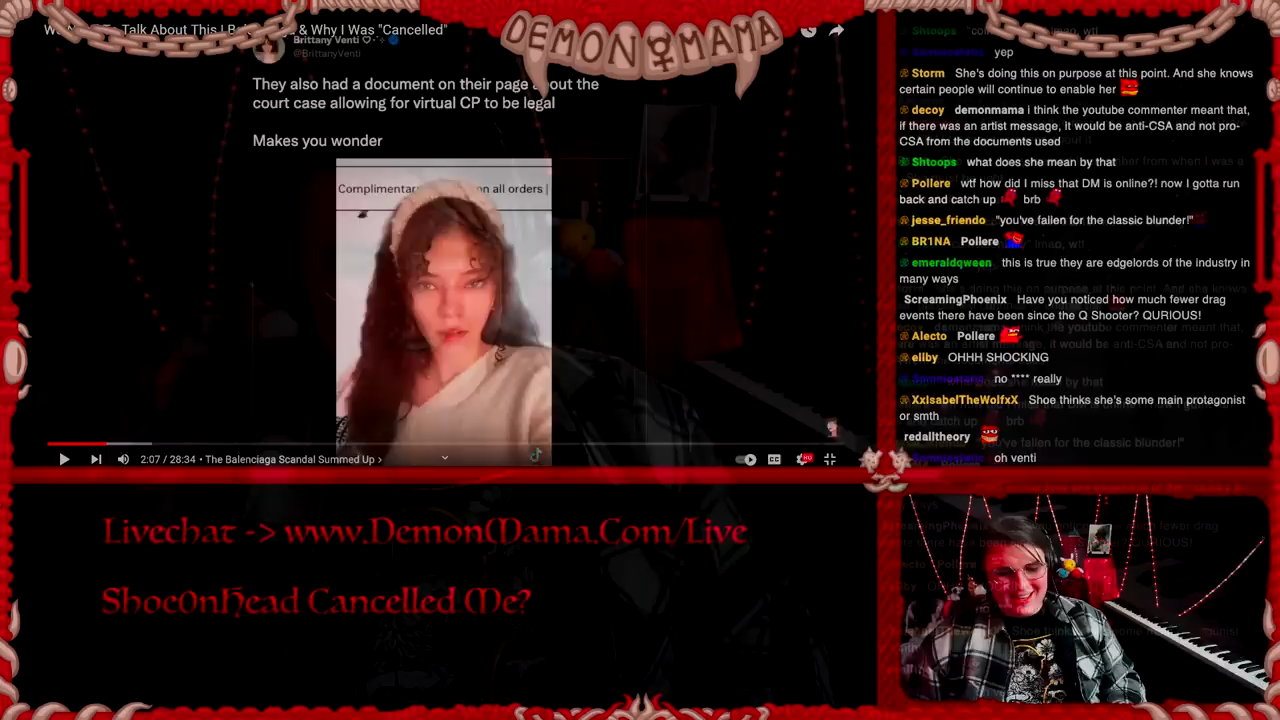 Talk About This
& Why I Was "Cancelled"
DEMON MAMA
Brittany Venti
@BrittanyVenti
They also had a document on their page about the
court case allowing for virtual CP to be legal
Makes you wonder
Complimentary on all orders |
2:07 / 28:34 • The Balenciaga Scandal Summed Up >
CC
HD
Livechat -> www.DemonMama.Com/Live
ShoeOnHead Cancelled Me?
Shtoops
yep
Storm She's doing this on purpose at this point. And she knows
certain people will continue to enable her
decoy demonmama i think the youtube commenter meant that,
if there was an artist message, it would be anti-CSA and not pro-
CSA from the documents used
Shtoops what does she mean by that
Pollere wtf how did I miss that DM is online?! now I gotta run
back and catch up brb
jesse_friendo "you've fallen for the classic blunder!"
BR1NA Pollere
emeraldqween this is true they are edgelords of the industry in
many ways
ScreamingPhoenix Have you noticed how much fewer drag
events there have been since the Q Shooter? QURIOUS!
Alecto Pollere
ellby OHHH SHOCKING
no **** really
XxIsabelTheWolfxX Shoe thinks she's some main protagonist
or smth
redalltheory
oh venti